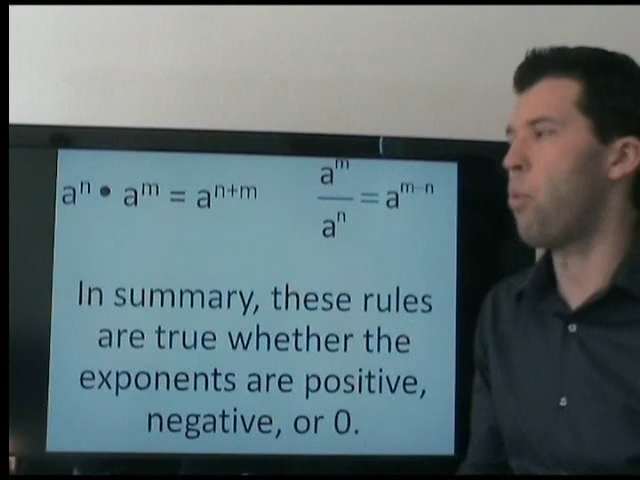 aⁿ • aᵐ = aⁿ⁺ᵐ
aᵐ/aⁿ = aᵐ⁻ⁿ
In summary, these rules
are true whether the
exponents are positive,
negative, or 0.